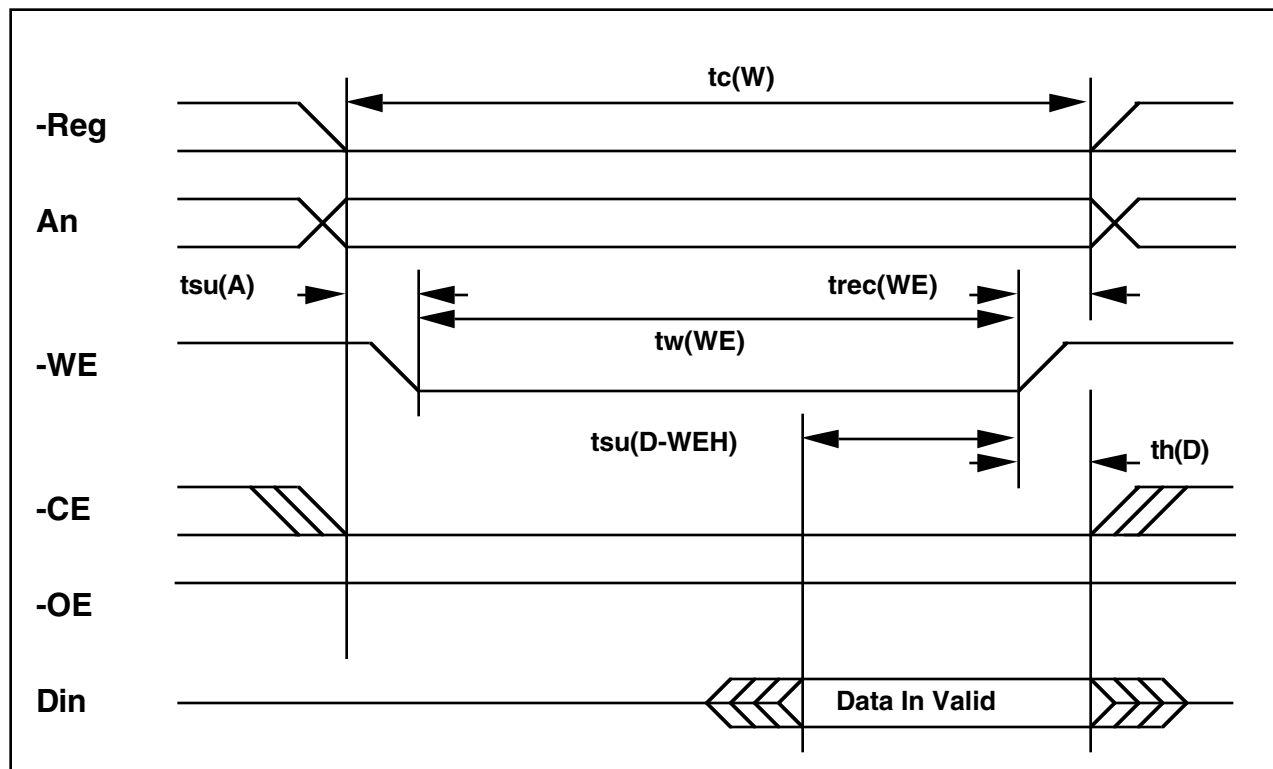 tc(W)
-Reg
An
tsu(A)
trec(WE)
tw(WE)
-WE
tsu(D-WEH)
th(D)
-CE
-OE
Din
Data In Valid